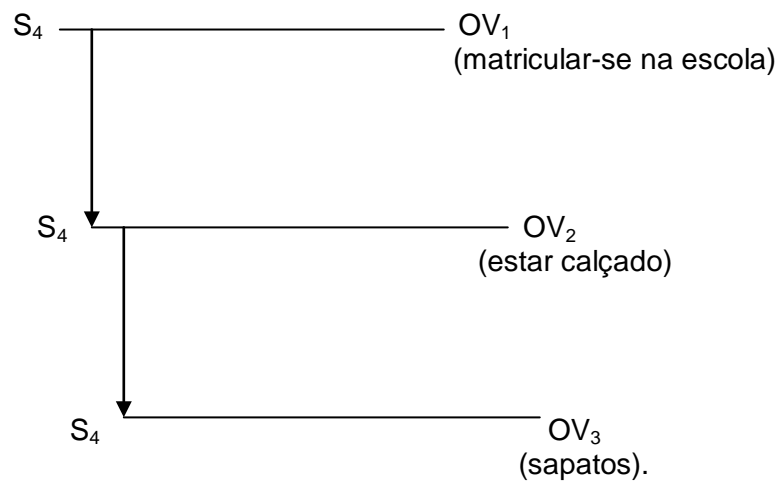 S₄ OV₁
(matricular-se na escola)
S₄ OV₂
(estar calçado)
S₄ OV₃
(sapatos).